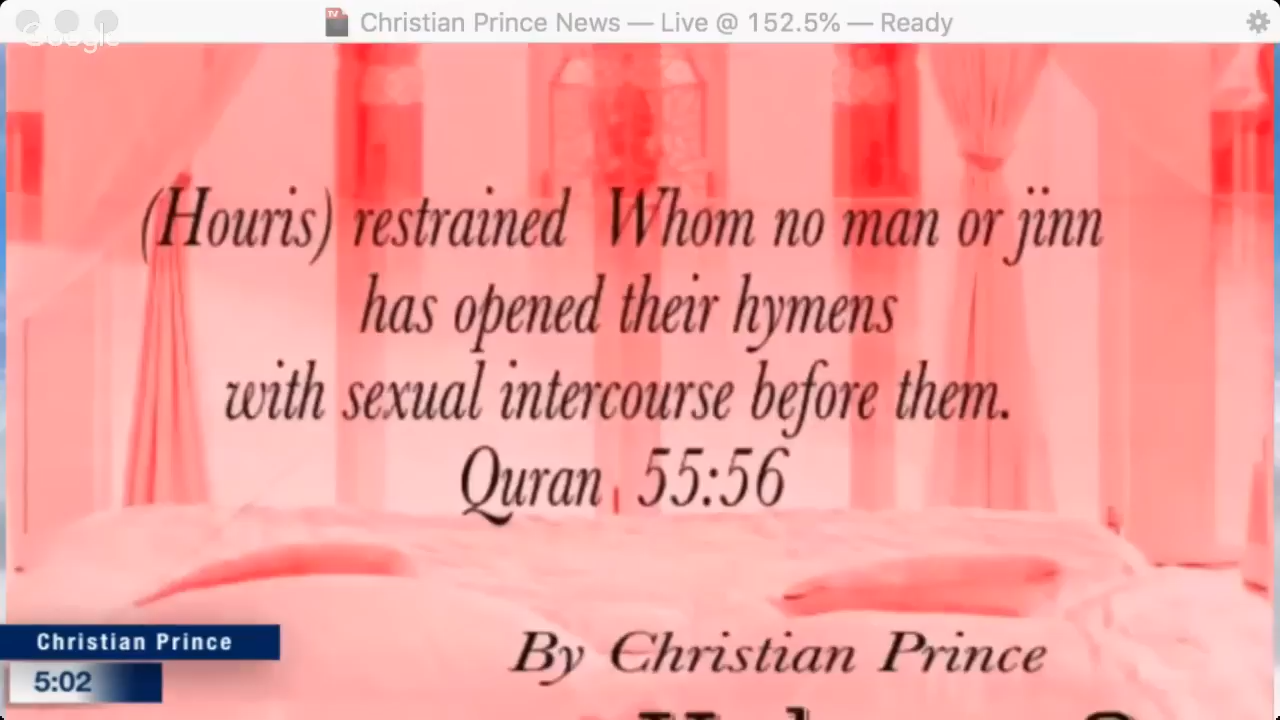 Christian Prince News — Live @ 152.5% — Ready
Google
(Houris) restrained Whom no man or jinn
has opened their hymens
with sexual intercourse before them.
Quran 55:56
By Christian Prince
Christian Prince
5:02